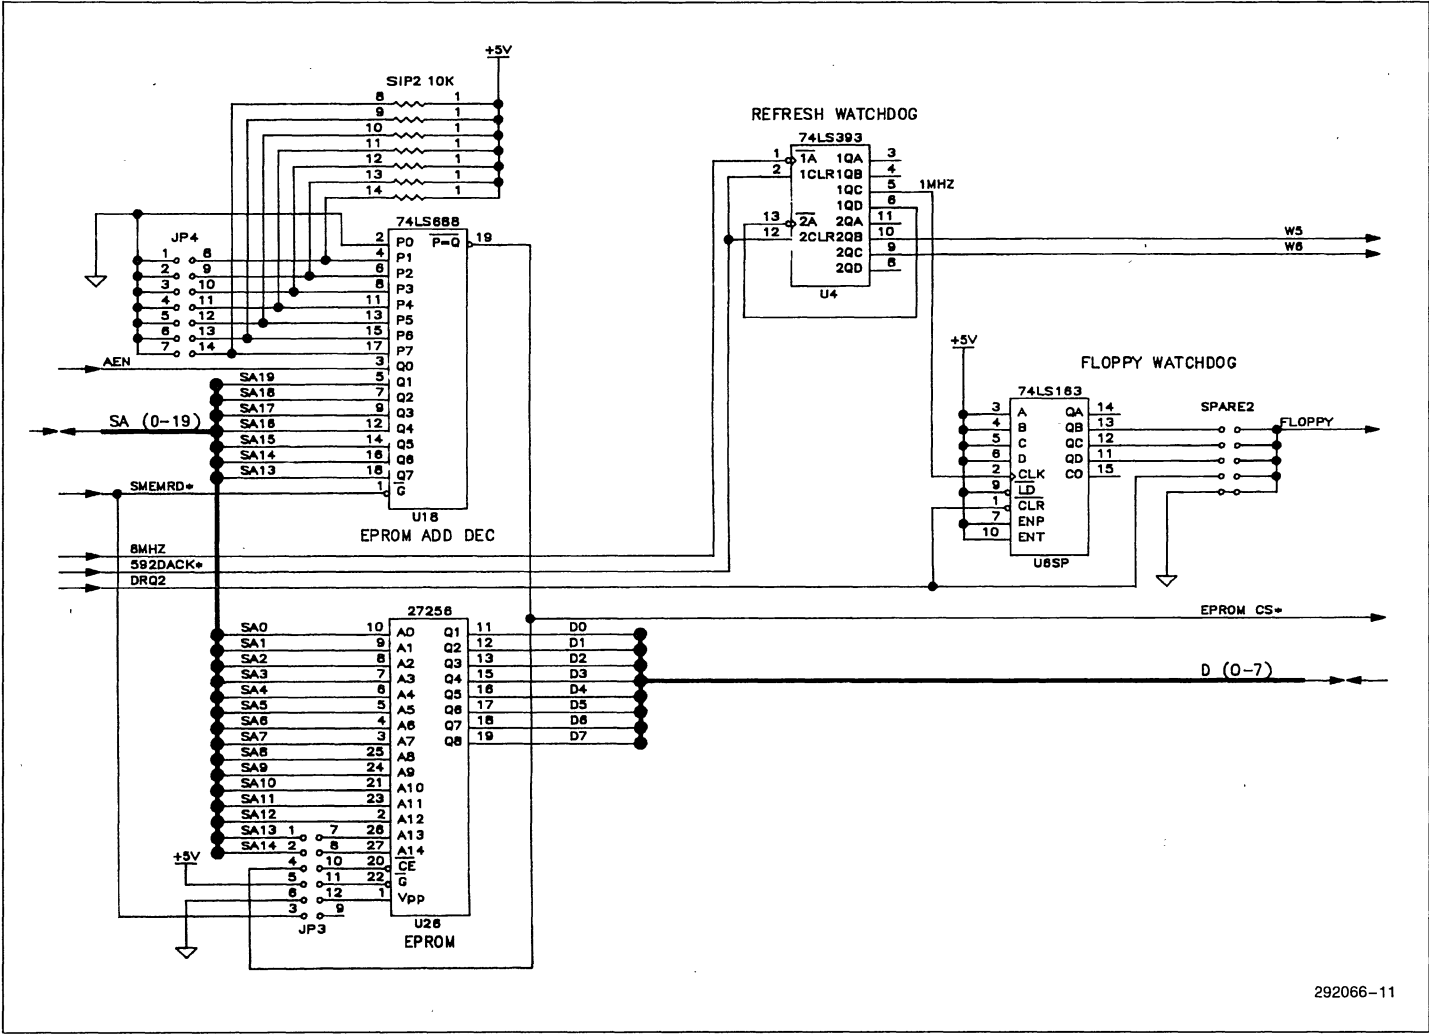 +5V
SIP2 10K
8 1
9 1
10 1
11 1
12 1
13 1
14 1
74LS688
2 P0 P=Q 19
4 P1
6 P2
8 P3
11 P4
13 P5
15 P6
17 P7
3 Q0
5 Q1
7 Q2
9 Q3
12 Q4
14 Q5
16 Q6
18 Q7
1 G
U18
EPROM ADD DEC
JP4
1 8
2 9
3 10
4 11
5 12
6 13
7 14
AEN
SA19
SA18
SA17
SA16
SA15
SA14
SA13
SA (0-19)
SMEMRD*
8MHZ
592DACK*
DRQ2
REFRESH WATCHDOG
74LS393
1 1A 1QA 3
2 1CLR 1QB 4
1QC 5 1MHZ
1QD 6
13 2A 2QA 11
12 2CLR 2QB 10
2QC 9
2QD 8
U4
W5
W6
+5V
FLOPPY WATCHDOG
74LS163
3 A QA 14
4 B QB 13
5 C QC 12
6 D QD 11
2 CLK CO 15
9 LD
1 CLR
7 ENP
10 ENT
U6SP
SPARE2
FLOPPY
EPROM CS*
27256
SA0 10 A0 Q1 11 D0
SA1 9 A1 Q2 12 D1
SA2 8 A2 Q3 13 D2
SA3 7 A3 Q4 15 D3
SA4 6 A4 Q5 16 D4
SA5 5 A5 Q6 17 D5
SA6 4 A6 Q7 18 D6
SA7 3 A7 Q8 19 D7
SA8 25 A8
SA9 24 A9
SA10 21 A10
SA11 23 A11
SA12 2 A12
SA13 1 7 26 A13
SA14 2 8 27 A14
4 10 20 CE
5 11 22 G
6 12 1 Vpp
3 9
+5V
JP3
U26
EPROM
D (0-7)
292066-11